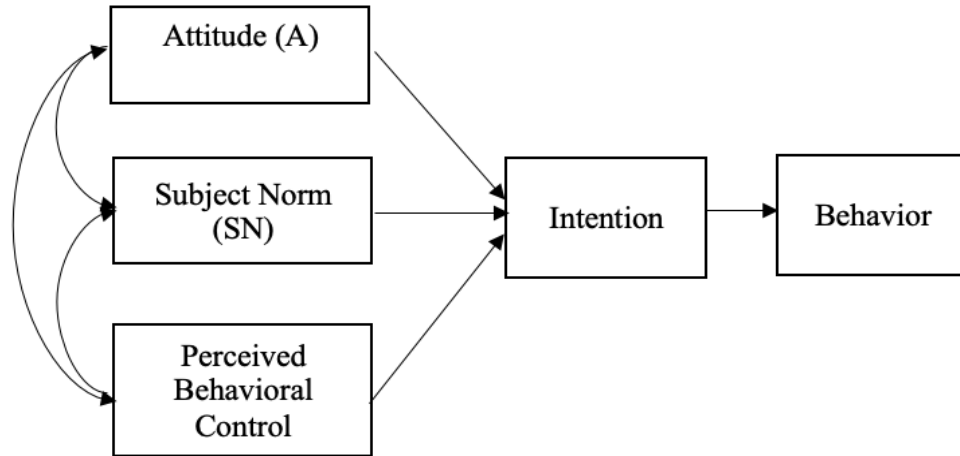 Attitude (A)
Subject Norm
(SN)
Perceived
Behavioral
Control
Intention
Behavior